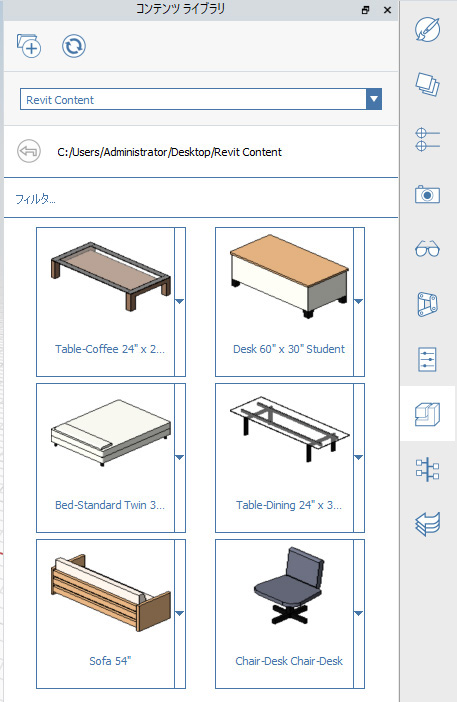 コンテンツ ライブラリ
Revit Content
C:/Users/Administrator/Desktop/Revit Content
フィルタ...
Table-Coffee 24" x 2...
Desk 60" x 30" Student
Bed-Standard Twin 3...
Table-Dining 24" x 3...
Sofa 54"
Chair-Desk Chair-Desk